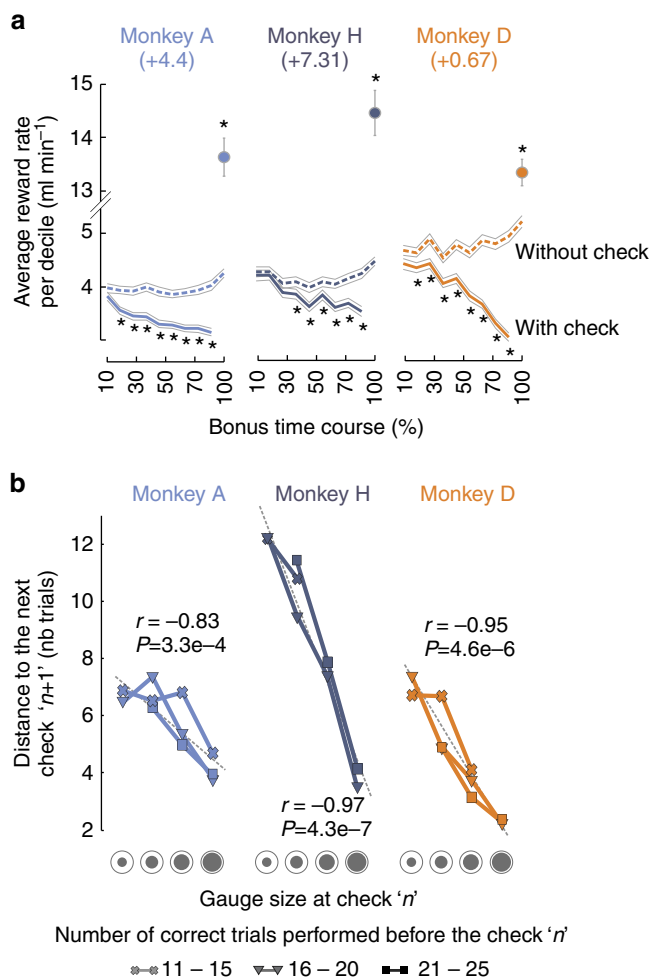 a
Monkey A
(+4.4)
Monkey H
(+7.31)
Monkey D
(+0.67)
Average reward rate
per decile (ml min⁻¹)
15
14
13
5
4
* * * * * * * *
* * * * * *
* * * * * * * *
*
*
*
Without check
With check
10 30 50 70 100
10 30 50 70 100
10 30 50 70 100
Bonus time course (%)
b
Monkey A
Monkey H
Monkey D
Distance to the next
check ‘n+1’ (nb trials)
12
10
8
6
4
2
r = –0.83
P=3.3e–4
r = –0.97
P=4.3e–7
r = –0.95
P=4.6e–6
Gauge size at check ‘n’
Number of correct trials performed before the check ‘n’
11 – 15
16 – 20
21 – 25